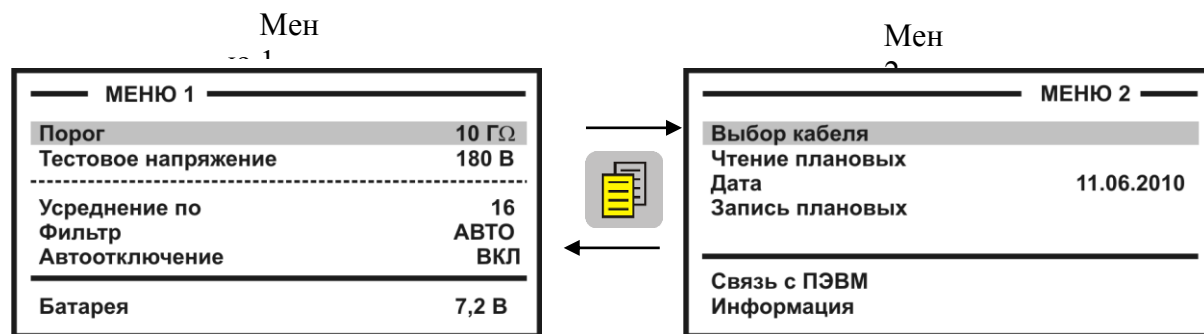 Мен
МЕНЮ 1
Порог 10 ГΩ
Тестовое напряжение 180 В
Усреднение по 16
Фильтр АВТО
Автоотключение ВКЛ
Батарея 7,2 В
Мен
МЕНЮ 2
Выбор кабеля
Чтение плановых
Дата 11.06.2010
Запись плановых
Связь с ПЭВМ
Информация